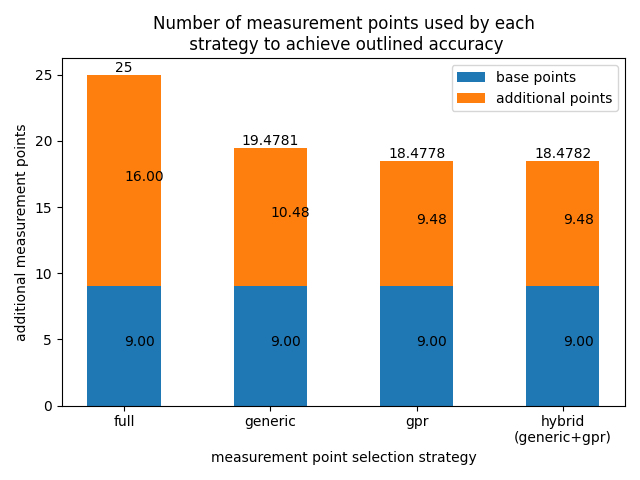 Number of measurement points used by each
strategy to achieve outlined accuracy
base points
additional points
25
20
15
10
5
0
additional measurement points
25
19.4781
18.4778
18.4782
16.00
10.48
9.48
9.48
9.00
9.00
9.00
9.00
full
generic
gpr
hybrid
(generic+gpr)
measurement point selection strategy